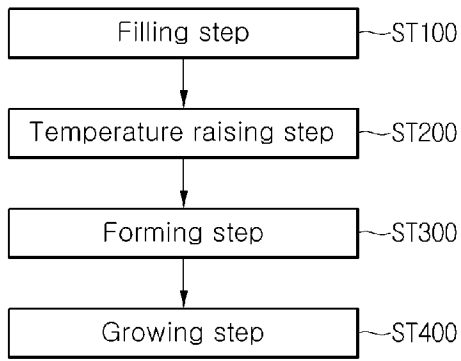 Filling step ST100
Temperature raising step ST200
Forming step ST300
Growing step ST400